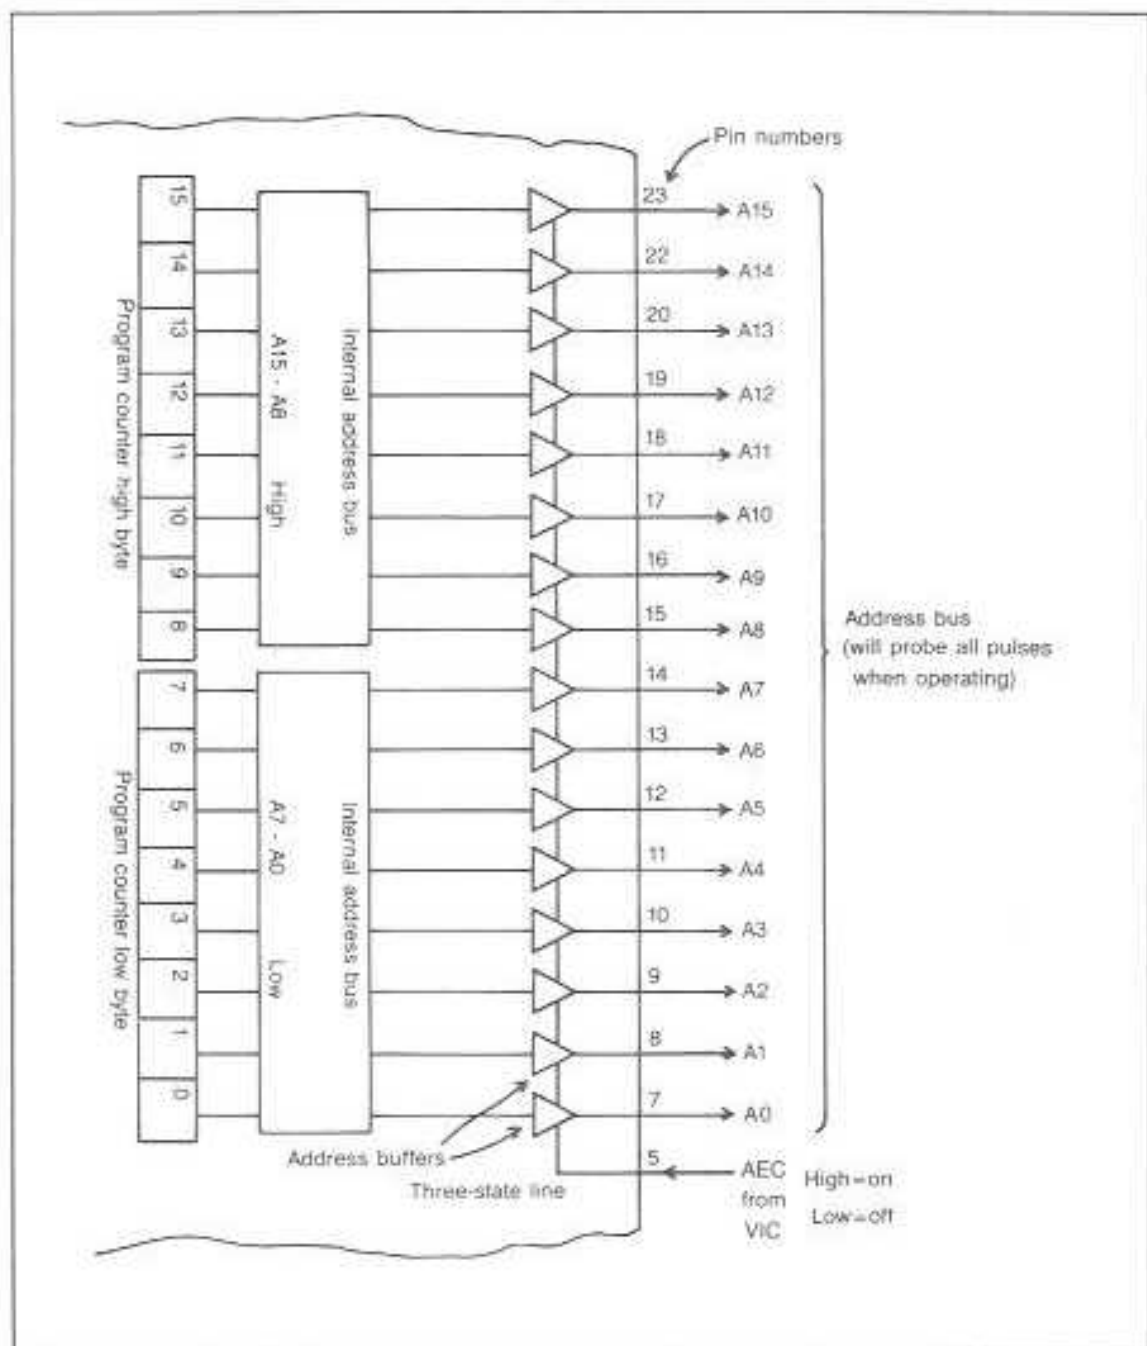 Pin numbers
15
23
A15
14
22
A14
13
20
A13
12
19
A12
11
18
A11
10
17
A10
9
16
A9
8
15
A8
Program counter high byte
A15 - A8 High
Internal address bus
7
14
A7
6
13
A6
5
12
A5
4
11
A4
3
10
A3
2
9
A2
1
8
A1
0
7
A0
Program counter low byte
A7 - A0 Low
Internal address bus
Address bus
(will probe all pulses
when operating)
Address buffers
Three-state line
5
AEC
from
VIC
High=on
Low=off